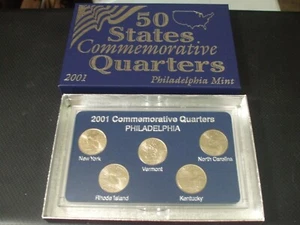 50
States
Commemorative
Quarters
2001 Philadelphia Mint
2001 Commemorative Quarters
PHILADELPHIA
New York
Vermont
North Carolina
Rhode Island
Kentucky